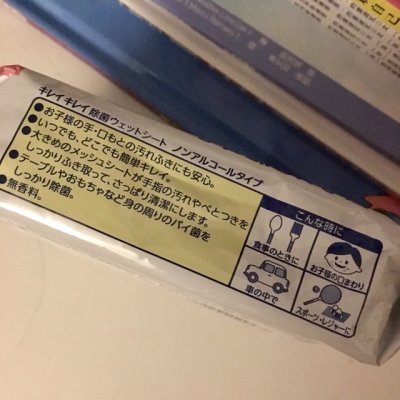 キレイキレイ 除菌ウェットシート ノンアルコールタイプ
●お子様の手・口もとの汚れふきにも安心。
●いつでも、どこでも簡単キレイ。
●大きめのメッシュシートが手指の汚れやべとつきを
しっかりふき取って、さっぱり清潔にします。
●テーブルやおもちゃなど身の周りのバイ菌を
しっかり除菌。
●無香料。
こんな時に
食事のときに
お子様の口まわり
車の中で
スポーツ・レジャーに